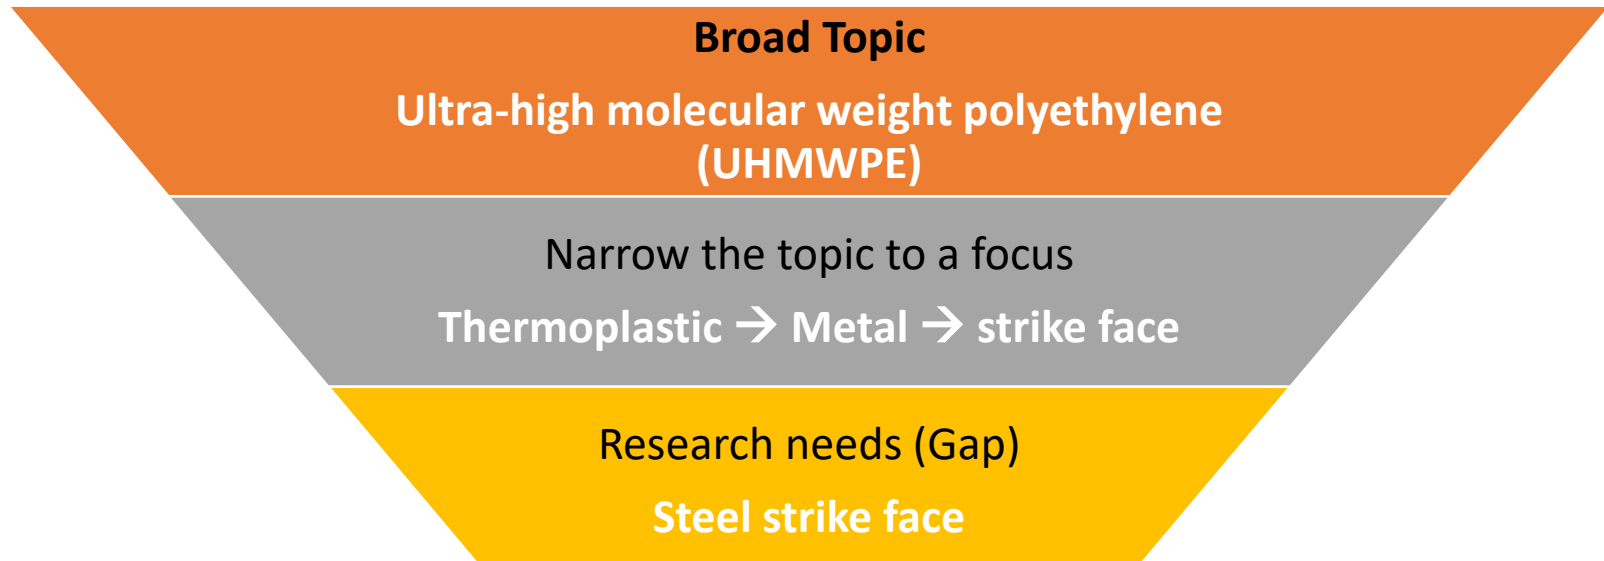 Broad Topic
Ultra-high molecular weight polyethylene
(UHMWPE)
Narrow the topic to a focus
Thermoplastic → Metal → strike face
Research needs (Gap)
Steel strike face